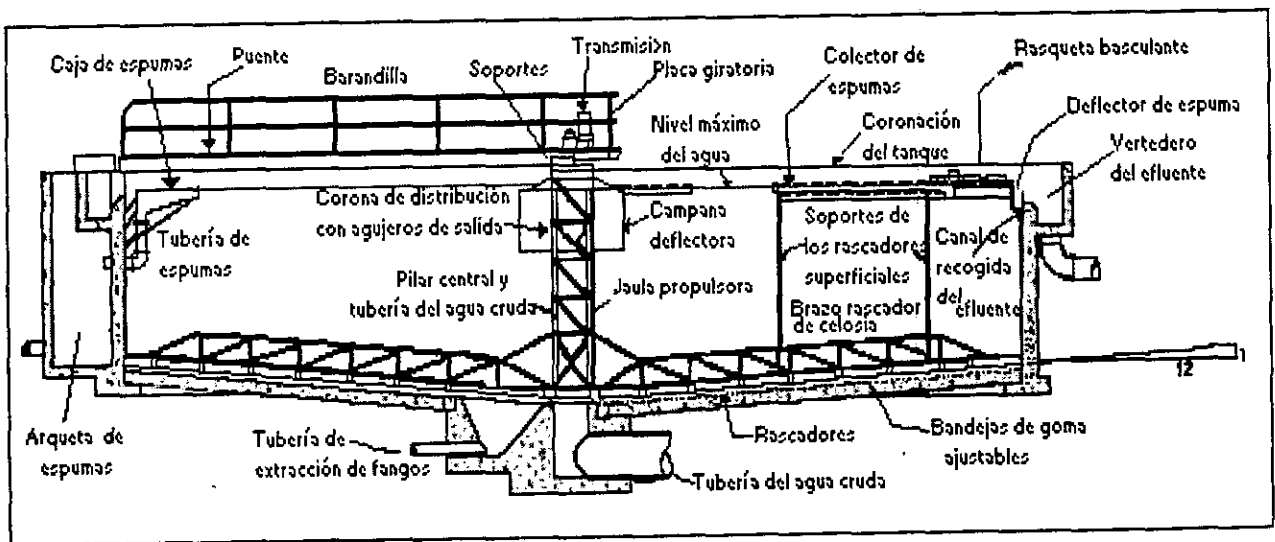 Transmisión
Puente
Soportes
Rasqueta basculante
Caja de espumas
Barandilla
Placa giratoria
Colector de
espumas
Deflector de espuma
Nivel máximo
del agua
Coronación
del tanque
Vertedero
del efluente
Corona de distribución
con agujeros de salida
Campana
deflectora
Soportes de
los rascadores
superficiales
Canal de
recogida
del
efluente
Tubería de
espumas
Pilar central y
tubería del agua cruda
Jaula propulsora
Brazo rascador
de celosía
1
12
Arqueta de
espumas
Tubería de
extracción de fangos
Rascadores
Bandejas de goma
ajustables
Tubería del agua cruda